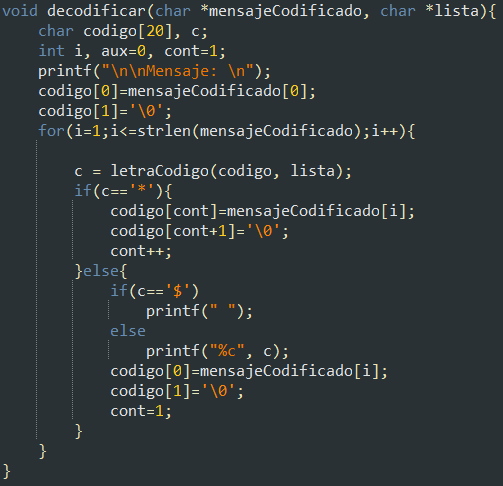 void decodificar(char *mensajeCodificado, char *lista){
    char codigo[20], c;
    int i, aux=0, cont=1;
    printf("\n\nMensaje: \n");
    codigo[0]=mensajeCodificado[0];
    codigo[1]='\0';
    for(i=1;i<=strlen(mensajeCodificado);i++){

        c = letraCodigo(codigo, lista);
        if(c=='*'){
            codigo[cont]=mensajeCodificado[i];
            codigo[cont+1]='\0';
            cont++;
        }else{
            if(c=='$')
                printf(" ");
            else
                printf("%c", c);
            codigo[0]=mensajeCodificado[i];
            codigo[1]='\0';
            cont=1;
        }
    }
}